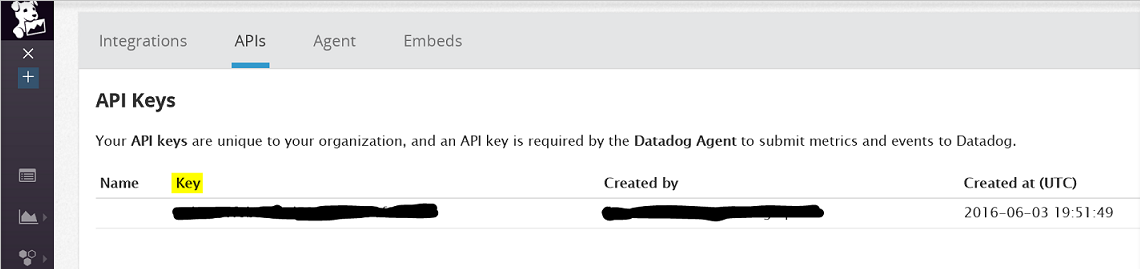 Integrations APIs Agent Embeds
API Keys
Your API keys are unique to your organization, and an API key is required by the Datadog Agent to submit metrics and events to Datadog.
Name Key Created by Created at (UTC)
2016-06-03 19:51:49